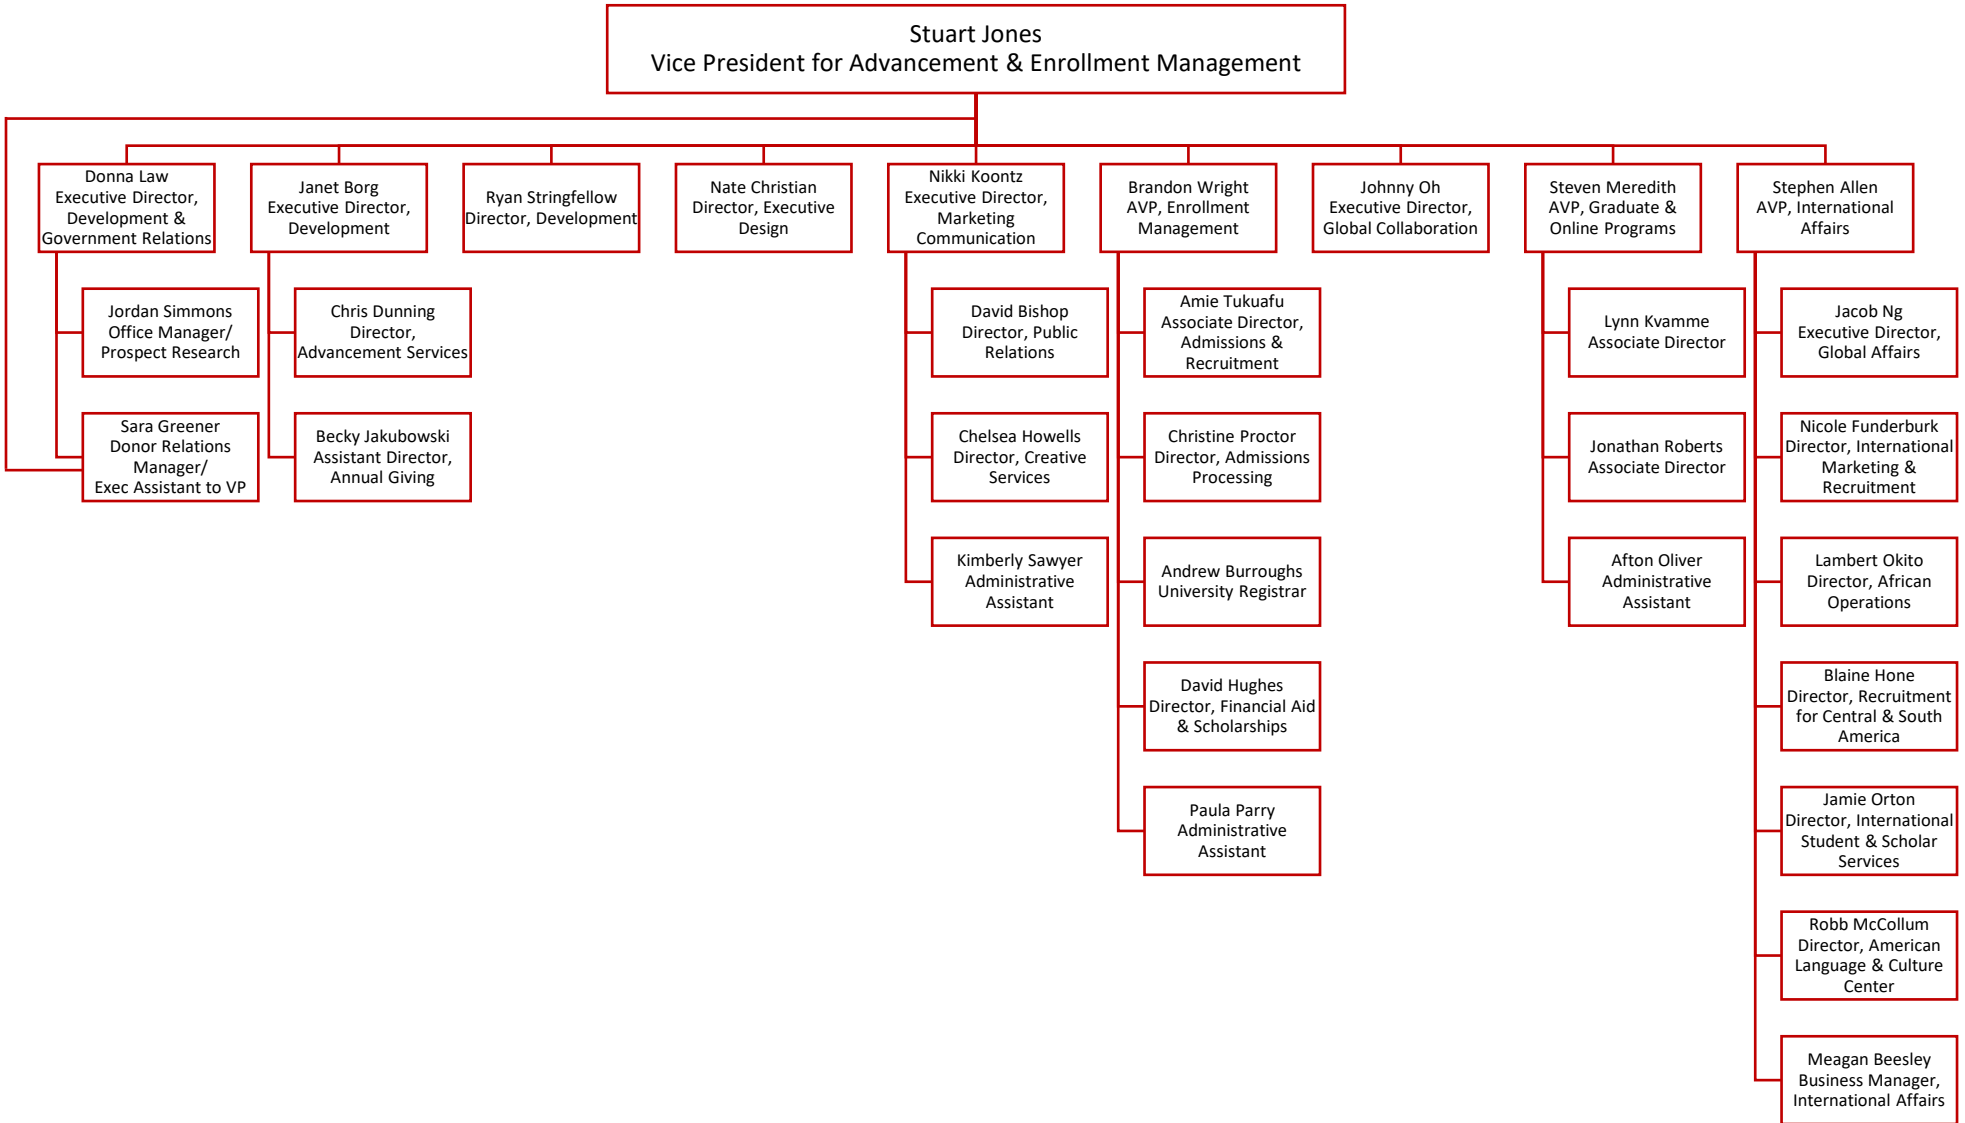 Stuart Jones
Vice President for Advancement & Enrollment Management
Donna Law
Executive Director,
Development &
Government Relations
Janet Borg
Executive Director,
Development
Ryan Stringfellow
Director, Development
Nate Christian
Director, Executive
Design
Nikki Koontz
Executive Director,
Marketing
Communication
Brandon Wright
AVP, Enrollment
Management
Johnny Oh
Executive Director,
Global Collaboration
Steven Meredith
AVP, Graduate &
Online Programs
Stephen Allen
AVP, International
Affairs
Jordan Simmons
Office Manager/
Prospect Research
Chris Dunning
Director,
Advancement Services
David Bishop
Director, Public
Relations
Amie Tukuafu
Associate Director,
Admissions &
Recruitment
Lynn Kvamme
Associate Director
Jacob Ng
Executive Director,
Global Affairs
Sara Greener
Donor Relations
Manager/
Exec Assistant to VP
Becky Jakubowski
Assistant Director,
Annual Giving
Chelsea Howells
Director, Creative
Services
Christine Proctor
Director, Admissions
Processing
Jonathan Roberts
Associate Director
Nicole Funderburk
Director, International
Marketing &
Recruitment
Kimberly Sawyer
Administrative
Assistant
Andrew Burroughs
University Registrar
Afton Oliver
Administrative
Assistant
Lambert Okito
Director, African
Operations
David Hughes
Director, Financial Aid
& Scholarships
Blaine Hone
Director, Recruitment
for Central & South
America
Paula Parry
Administrative
Assistant
Jamie Orton
Director, International
Student & Scholar
Services
Robb McCollum
Director, American
Language & Culture
Center
Meagan Beesley
Business Manager,
International Affairs